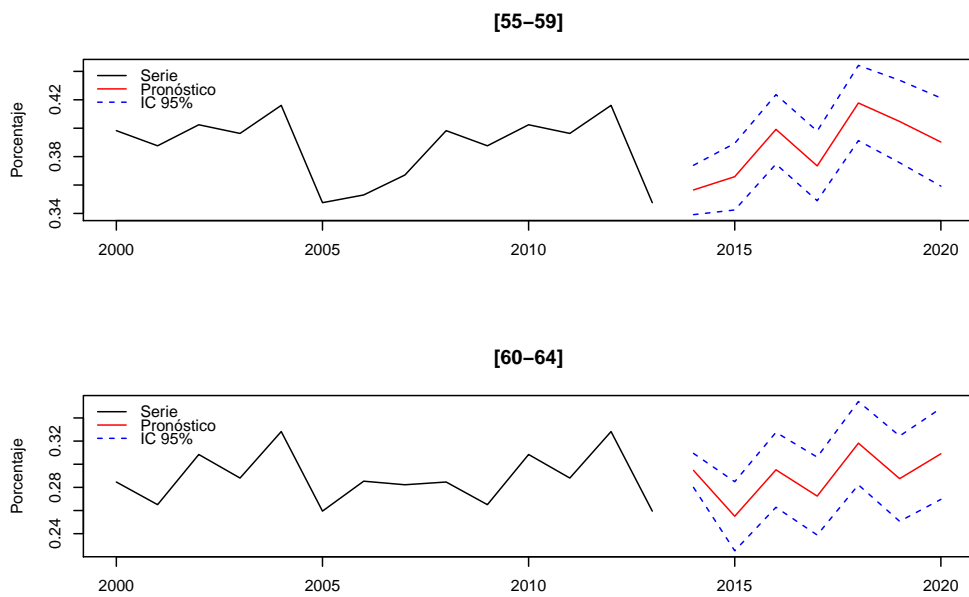 [55−59]
Porcentaje
0.34 0.38 0.42
Serie
Pronóstico
IC 95%
2000 2005 2010 2015 2020
[60−64]
Porcentaje
0.24 0.28 0.32
Serie
Pronóstico
IC 95%
2000 2005 2010 2015 2020